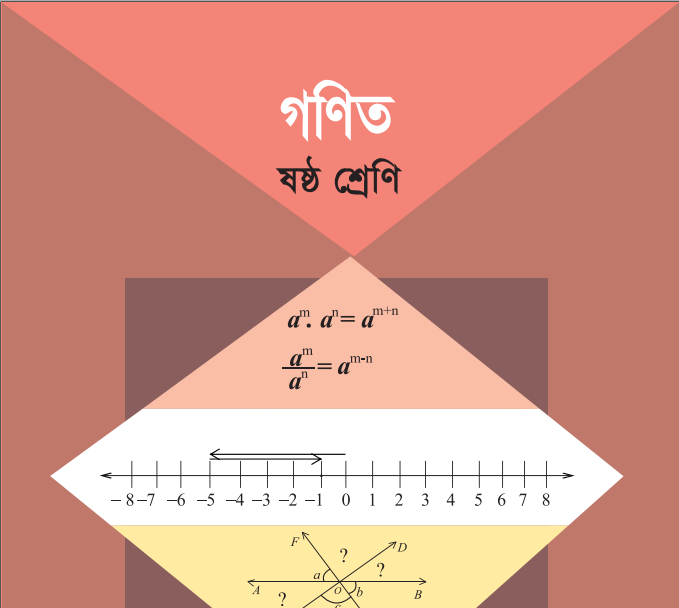 গণিত
ষষ্ঠ শ্রেণি
aᵐ. aⁿ = aᵐ⁺ⁿ
aᵐ/aⁿ = aᵐ⁻ⁿ
–8 –7 –6 –5 –4 –3 –2 –1 0 1 2 3 4 5 6 7 8
F ? D
a ?
A O b B
? c